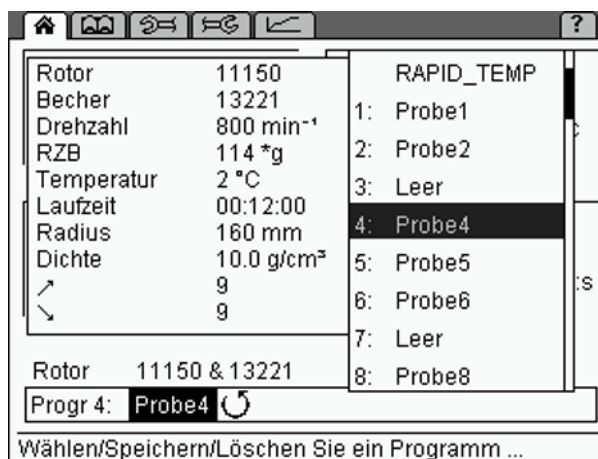 ?
Rotor 11150
Becher 13221
Drehzahl 800 min⁻¹
RZB 114 *g
Temperatur 2 °C
Laufzeit 00:12:00
Radius 160 mm
Dichte 10.0 g/cm³
↗ 9
↘ 9
RAPID_TEMP
1: Probe1
2: Probe2
3: Leer
4: Probe4
5: Probe5
6: Probe6
7: Leer
8: Probe8
:s
Rotor 11150 & 13221
Progr 4: Probe4
Wählen/Speichern/Löschen Sie ein Programm ...